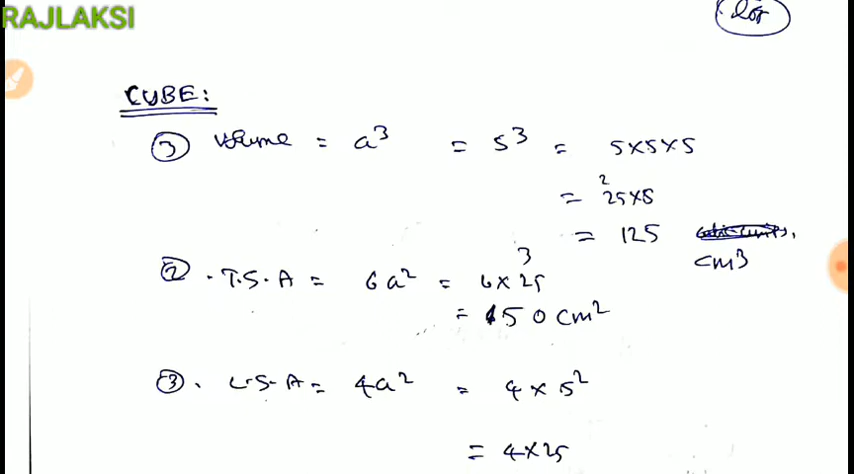 RAJLAKSI
CUBE:
① Volume = a³ = 5³ = 5×5×5
= 25×5
= 125
cm³
② . T.S.A = 6a² = 6×25
= 150 cm²
③ . L.S.A = 4a² = 4 × 5²
= 4×25